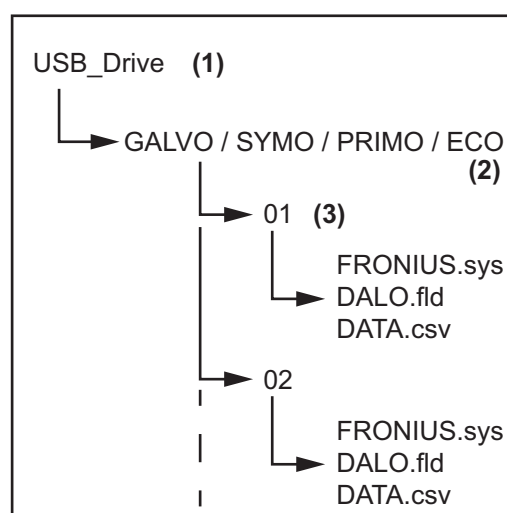 USB_Drive (1)
GALVO / SYMO / PRIMO / ECO
(2)
01 (3)
FRONIUS.sys
DALO.fld
DATA.csv
02
FRONIUS.sys
DALO.fld
DATA.csv